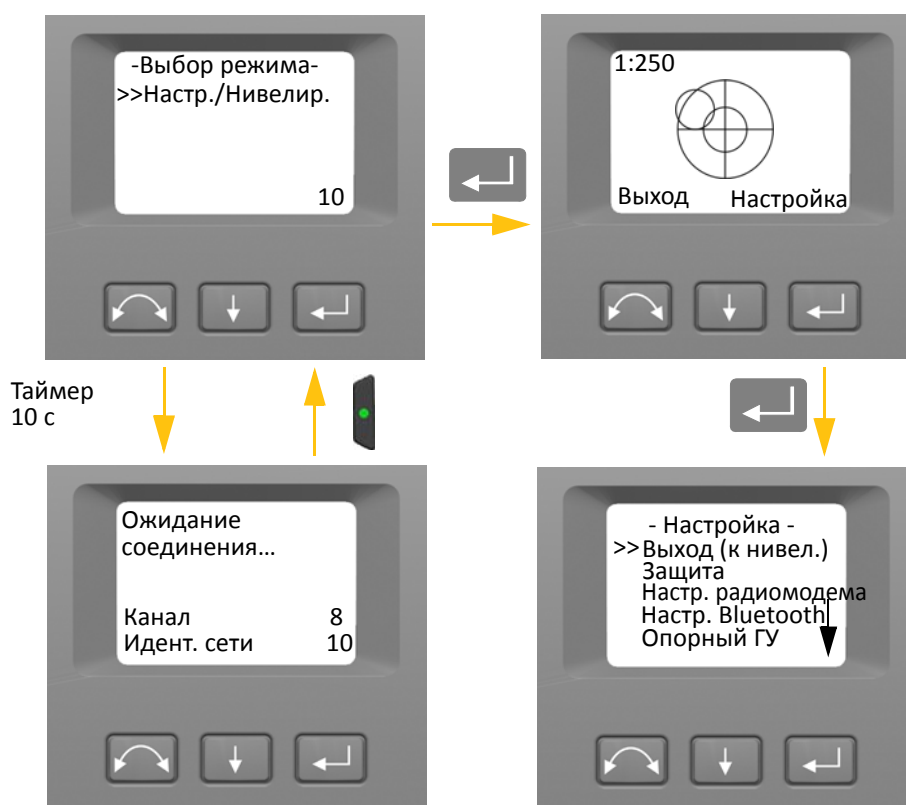 -Выбор режима-
>>Настр./Нивелир.
10
1:250
Выход Настройка
Таймер
10 с
Ожидание
соединения...
Канал 8
Идент. сети 10
- Настройка -
>> Выход (к нивел.)
Защита
Настр. радиомодема
Настр. Bluetooth
Опорный ГУ